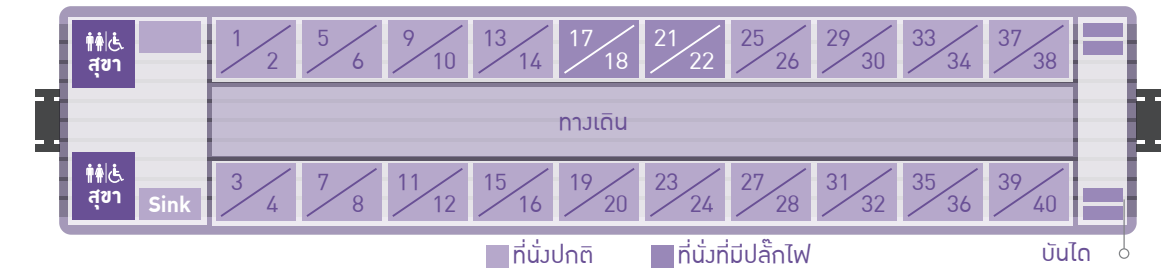 สุขา
1 2 5 6 9 10 13 14 17 18 21 22 25 26 29 30 33 34 37 38
ทางเดิน
สุขา
Sink
3 4 7 8 11 12 15 16 19 20 23 24 27 28 31 32 35 36 39 40
ที่นั่งปกติ
ที่นั่งที่มีปลั๊กไฟ
บันได